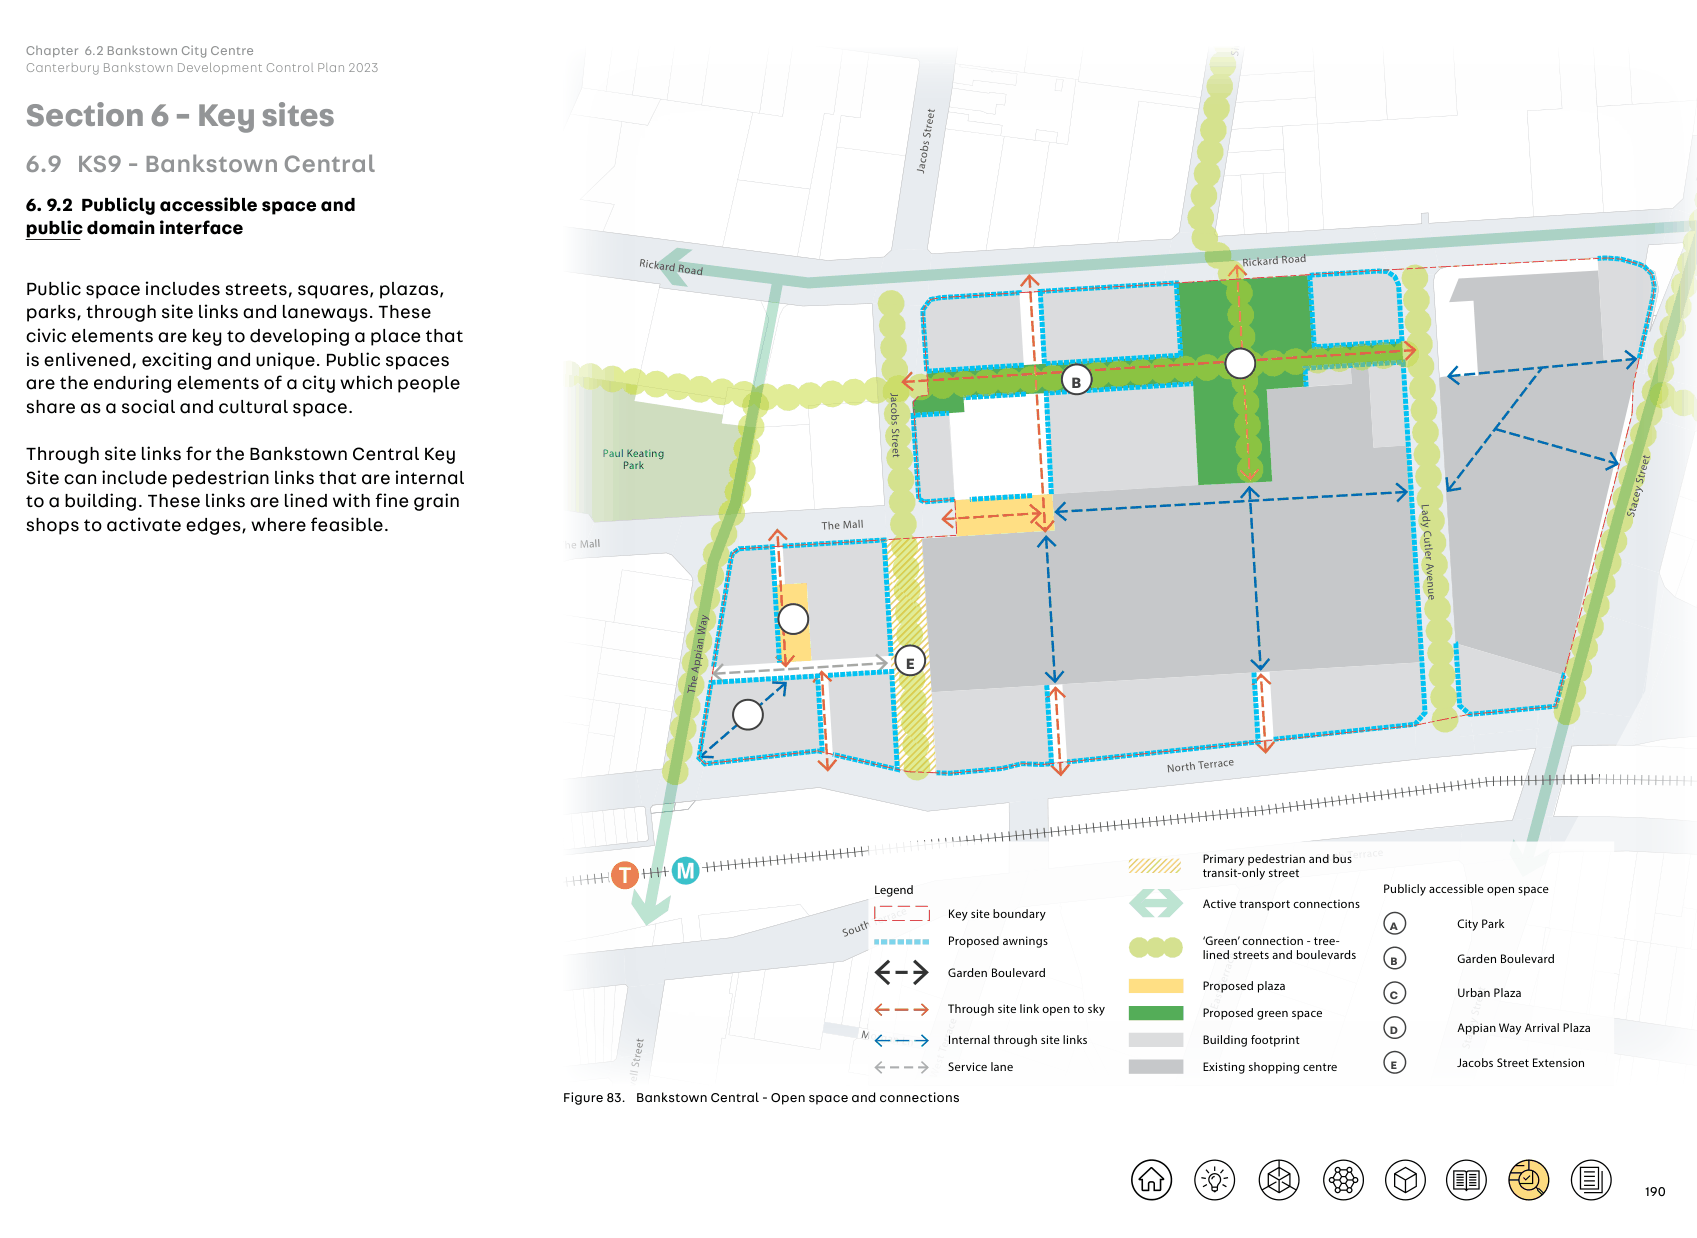 Chapter 6.2 Bankstown City Centre
Canterbury Bankstown Development Control Plan 2023
Section 6 – Key sites
6.9 KS9 - Bankstown Central
6. 9.2 Publicly accessible space and
public domain interface
Public space includes streets, squares, plazas,
parks, through site links and laneways. These
civic elements are key to developing a place that
is enlivened, exciting and unique. Public spaces
are the enduring elements of a city which people
share as a social and cultural space.
Through site links for the Bankstown Central Key
Site can include pedestrian links that are internal
to a building. These links are lined with fine grain
shops to activate edges, where feasible.
Jacobs Street
Rickard Road
Rickard Road
B
Jacobs Street
Paul Keating
Park
The Mall
he Mall
Lady Cutler Avenue
Stacey Street
The Appian Way
E
North Terrace
T
M
South
Legend
Key site boundary
Proposed awnings
Garden Boulevard
Through site link open to sky
Internal through site links
Service lane
Primary pedestrian and bus
transit-only street
Active transport connections
'Green' connection - tree-
lined streets and boulevards
Proposed plaza
Proposed green space
Building footprint
Existing shopping centre
Publicly accessible open space
A City Park
B Garden Boulevard
C Urban Plaza
D Appian Way Arrival Plaza
E Jacobs Street Extension
Figure 83. Bankstown Central - Open space and connections
190